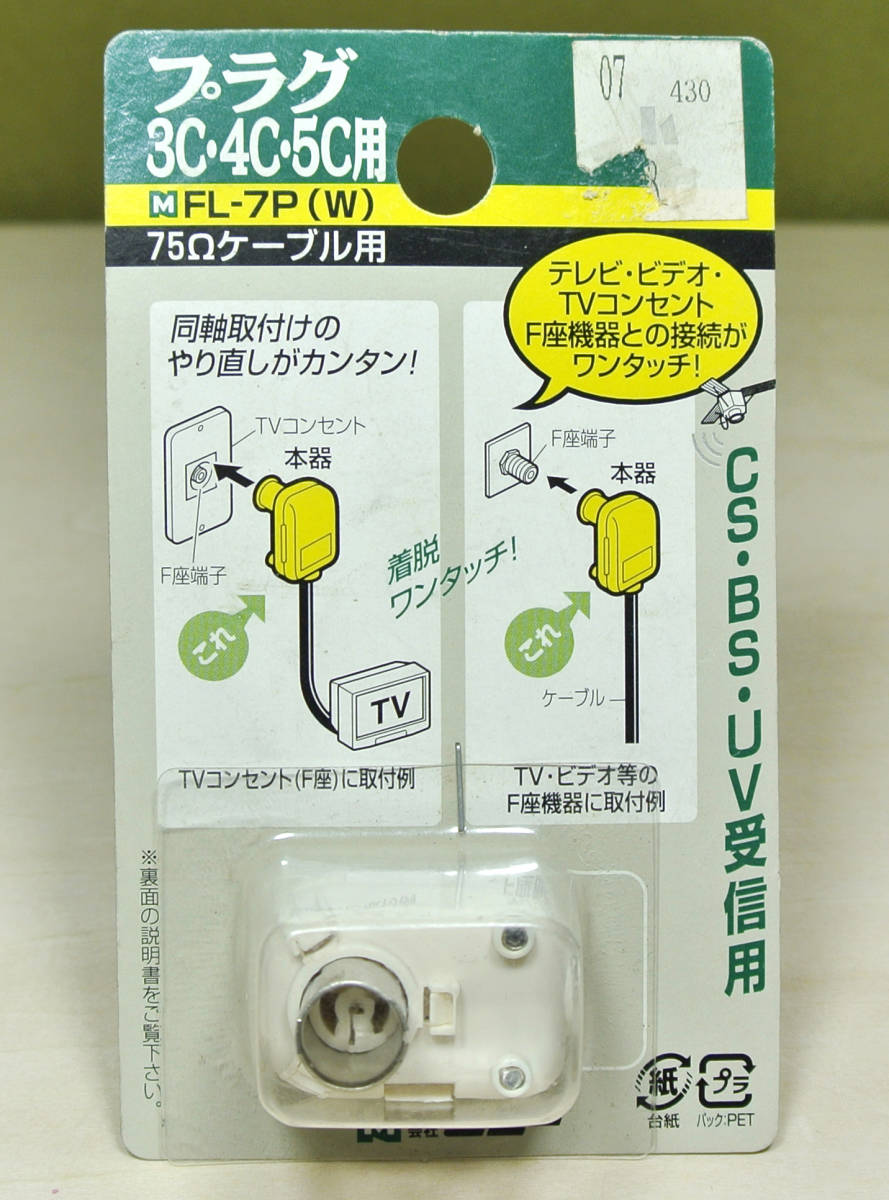 プラグ
3C・4C・5C用
M FL-7P(W)
75Ωケーブル用
07
430
テレビ・ビデオ・
TVコンセント
F座機器との接続が
ワンタッチ!
同軸取付けの
やり直しがカンタン!
TVコンセント
本器
F座端子
これ
TV
TVコンセント(F座)に取付例
着脱
ワンタッチ!
F座端子
本器
これ
ケーブル
TV・ビデオ等の
F座機器に取付例
CS・BS・UV受信用
※裏面の説明書をご覧下さい。
紙
台紙
プラ
パック:PET
M
会社